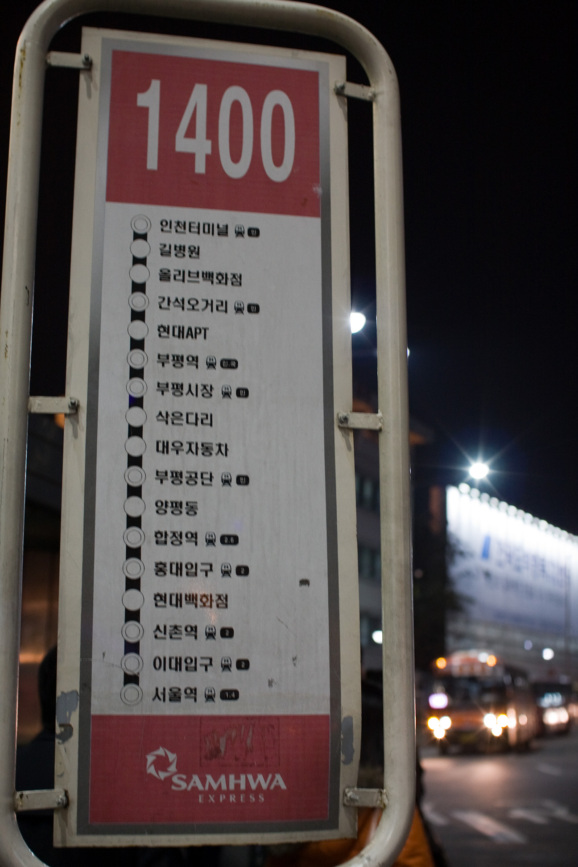 1400
인천터미널
길병원
올리브백화점
간석오거리
현대APT
부평역
부평시장
삭은다리
대우자동차
부평공단
양평동
합정역
홍대입구
현대백화점
신촌역
이대입구
서울역
SAMHWA
EXPRESS